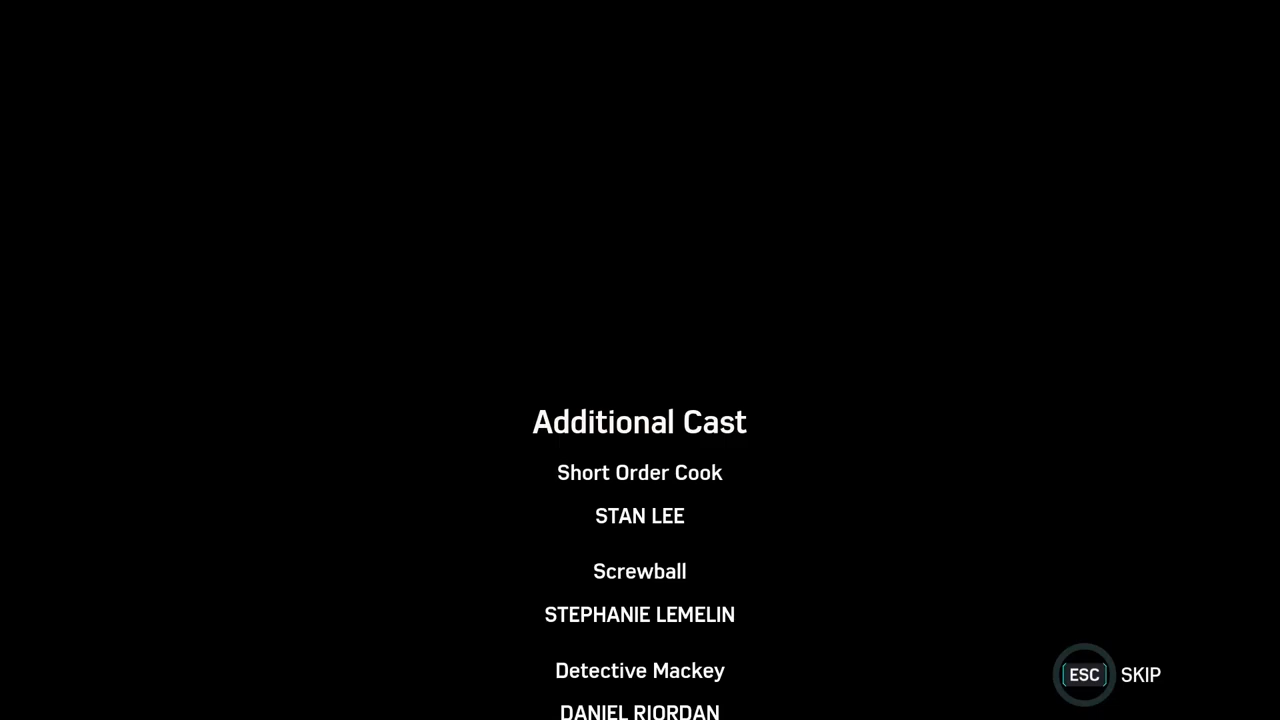 Additional Cast
Short Order Cook
STAN LEE
Screwball
STEPHANIE LEMELIN
Detective Mackey
DANIEL RIORDAN
ESC SKIP